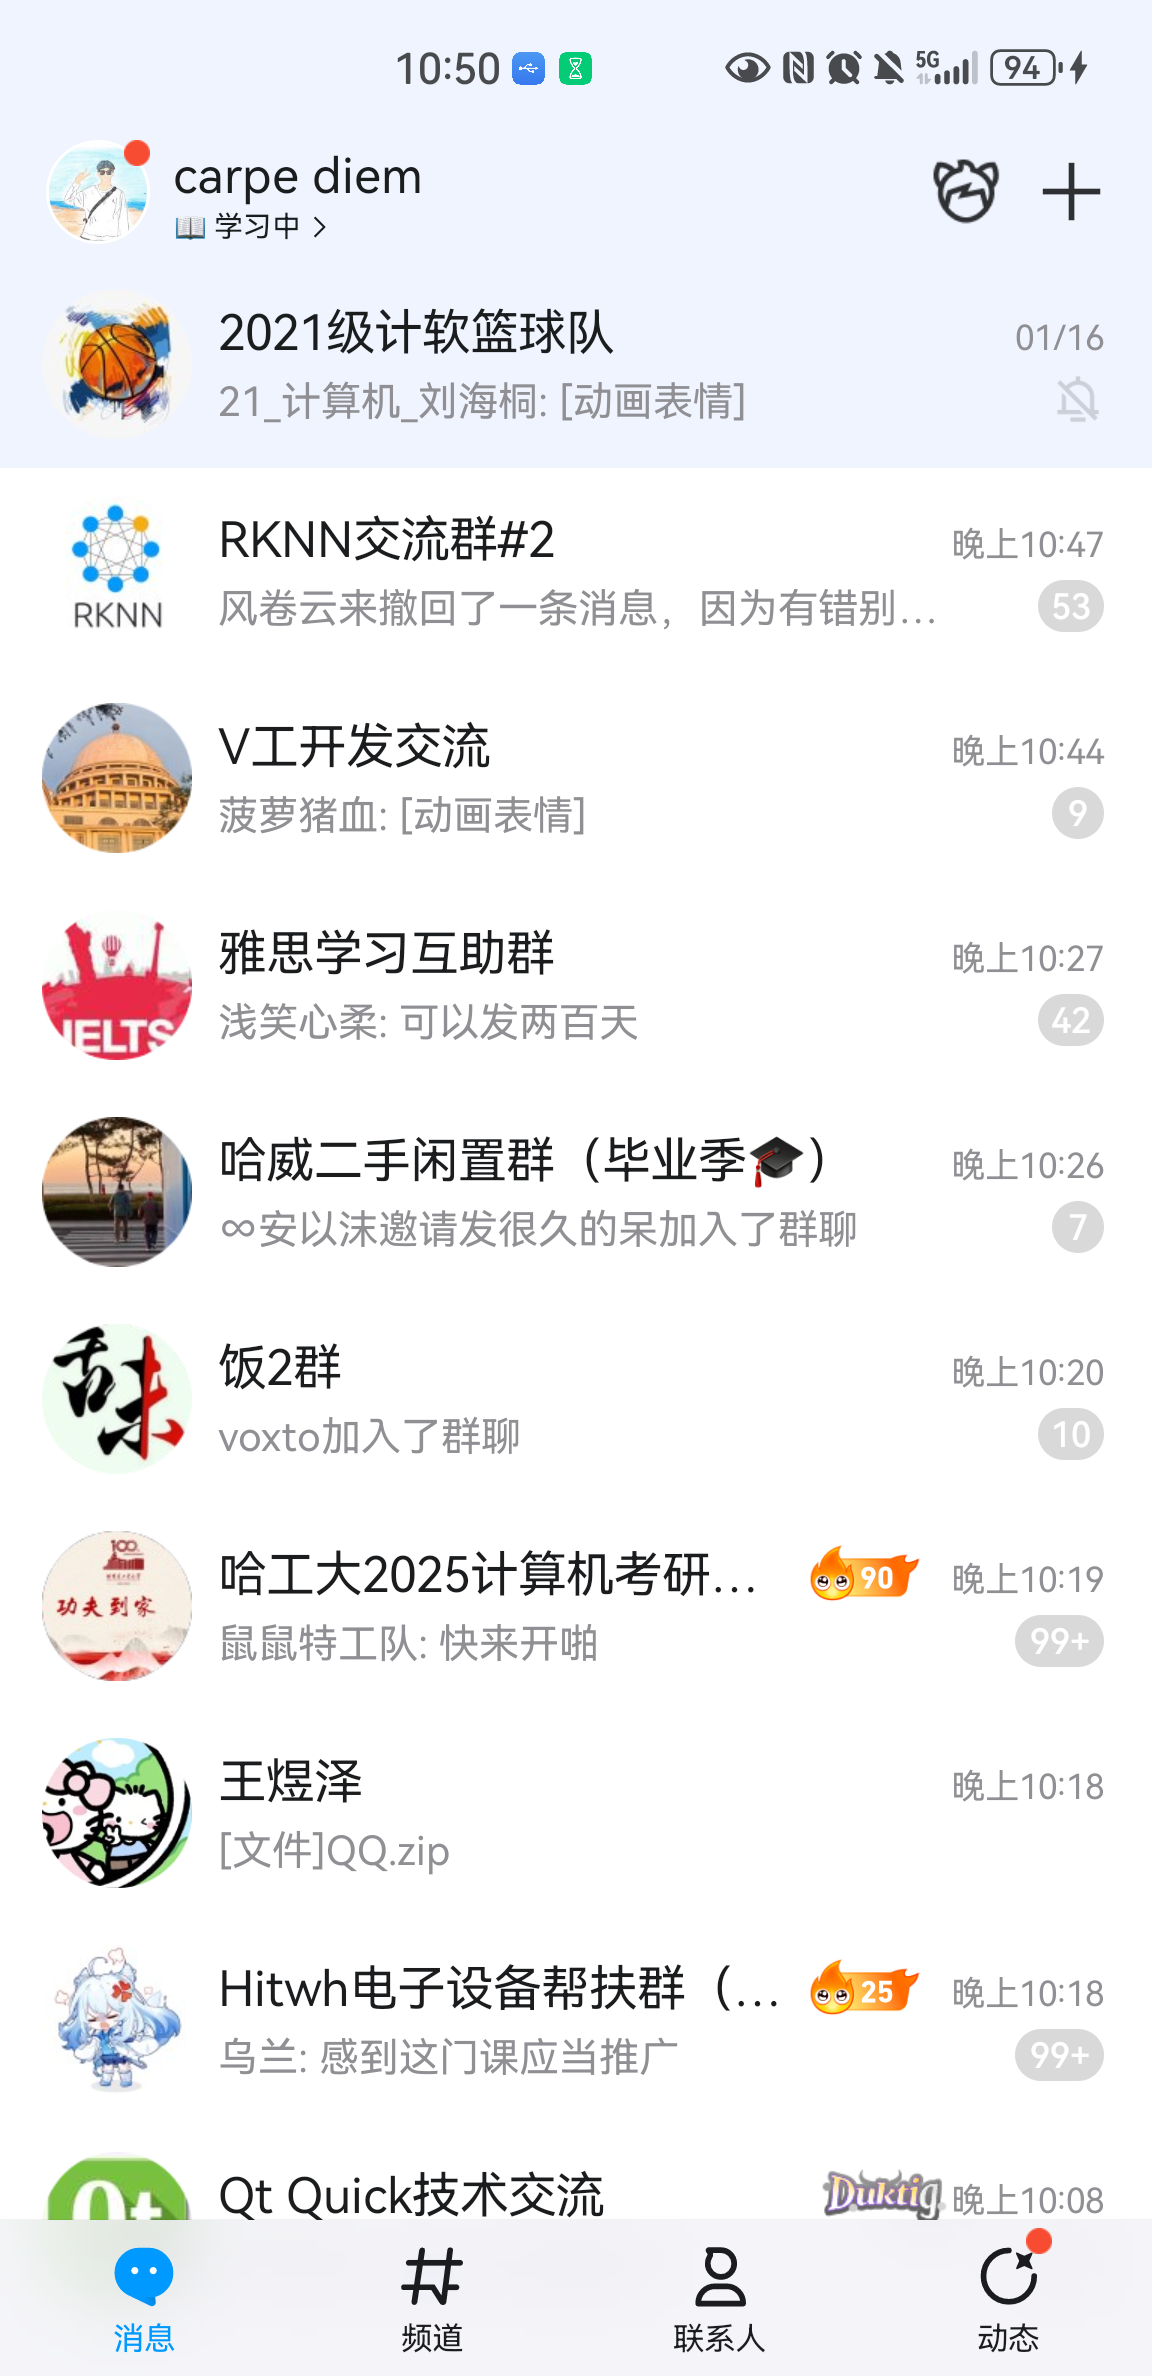 10:50
5G
94
carpe diem
学习中
2021级计软篮球队
01/16
21_计算机_刘海桐: [动画表情]
RKNN
RKNN交流群#2
晚上10:47
风卷云来撤回了一条消息，因为有错别...
53
V工开发交流
晚上10:44
菠萝猪血: [动画表情]
9
IELTS
雅思学习互助群
晚上10:27
浅笑心柔: 可以发两百天
42
哈威二手闲置群（毕业季🎓）
晚上10:26
∞安以沫邀请发很久的呆加入了群聊
7
饭2群
晚上10:20
voxto加入了群聊
10
100
功夫到家
哈工大2025计算机考研...
90
晚上10:19
鼠鼠特工队: 快来开啪
99+
王煜泽
晚上10:18
[文件]QQ.zip
Hitwh电子设备帮扶群（...
25
晚上10:18
乌兰: 感到这门课应当推广
99+
Qt
Qt Quick技术交流
Duktig
晚上10:08
消息
频道
联系人
动态